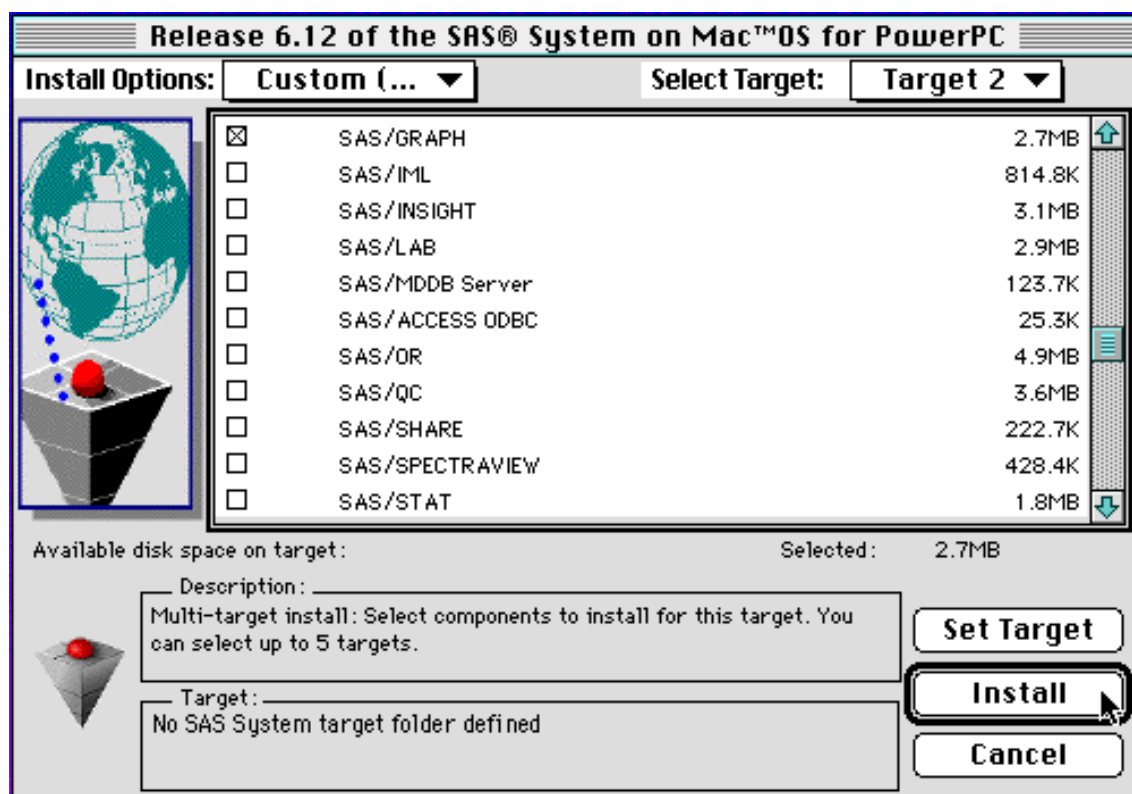 Release 6.12 of the SAS® System on Mac™OS for PowerPC
Install Options: Custom (... Select Target: Target 2
SAS/GRAPH 2.7MB
SAS/IML 814.8K
SAS/INSIGHT 3.1MB
SAS/LAB 2.9MB
SAS/MDDB Server 123.7K
SAS/ACCESS ODBC 25.3K
SAS/OR 4.9MB
SAS/QC 3.6MB
SAS/SHARE 222.7K
SAS/SPECTRAVIEW 428.4K
SAS/STAT 1.8MB
Available disk space on target: Selected: 2.7MB
Description:
Multi-target install: Select components to install for this target. You
can select up to 5 targets.
Set Target
Target:
No SAS System target folder defined
Install
Cancel